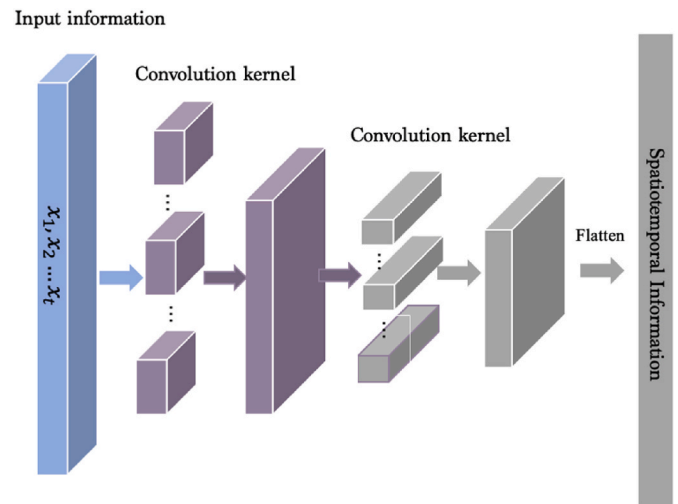 Input information
Convolution kernel
Convolution kernel
x₁, x₂ ... xₜ
Flatten
Spatiotemporal Information